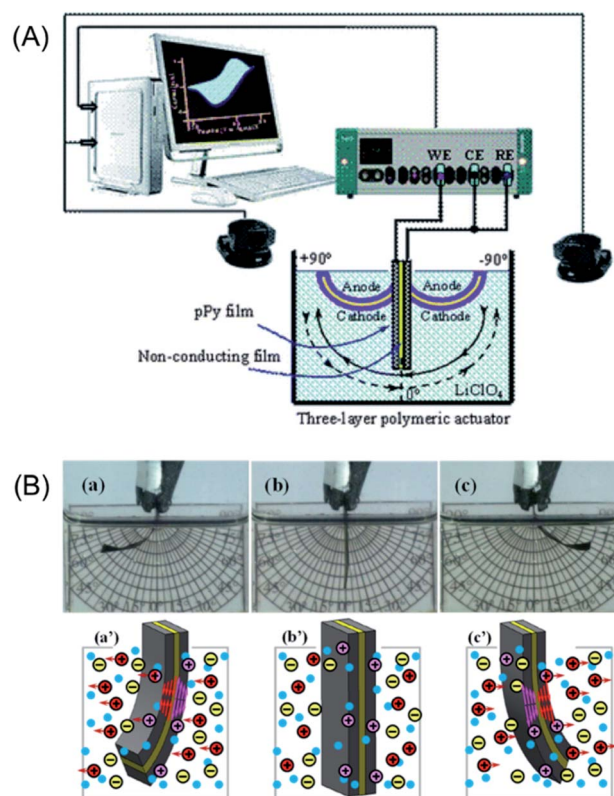 (A)
WE CE RE
+90° -90°
Anode Anode
Cathode Cathode
pPy film
Non-conducting film
0°
LiClO₄
Three-layer polymeric actuator
(B)
(a) (b) (c)
(a') (b') (c')